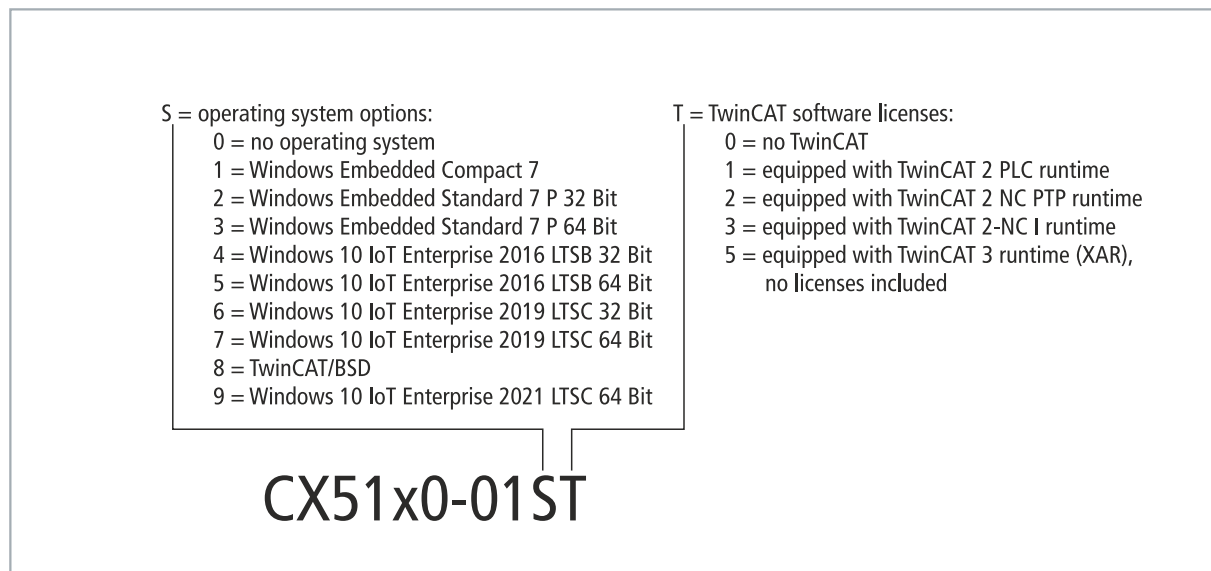 S = operating system options:
0 = no operating system
1 = Windows Embedded Compact 7
2 = Windows Embedded Standard 7 P 32 Bit
3 = Windows Embedded Standard 7 P 64 Bit
4 = Windows 10 IoT Enterprise 2016 LTSB 32 Bit
5 = Windows 10 IoT Enterprise 2016 LTSB 64 Bit
6 = Windows 10 IoT Enterprise 2019 LTSC 32 Bit
7 = Windows 10 IoT Enterprise 2019 LTSC 64 Bit
8 = TwinCAT/BSD
9 = Windows 10 IoT Enterprise 2021 LTSC 64 Bit
T = TwinCAT software licenses:
0 = no TwinCAT
1 = equipped with TwinCAT 2 PLC runtime
2 = equipped with TwinCAT 2 NC PTP runtime
3 = equipped with TwinCAT 2-NC I runtime
5 = equipped with TwinCAT 3 runtime (XAR),
no licenses included
CX51x0-01ST